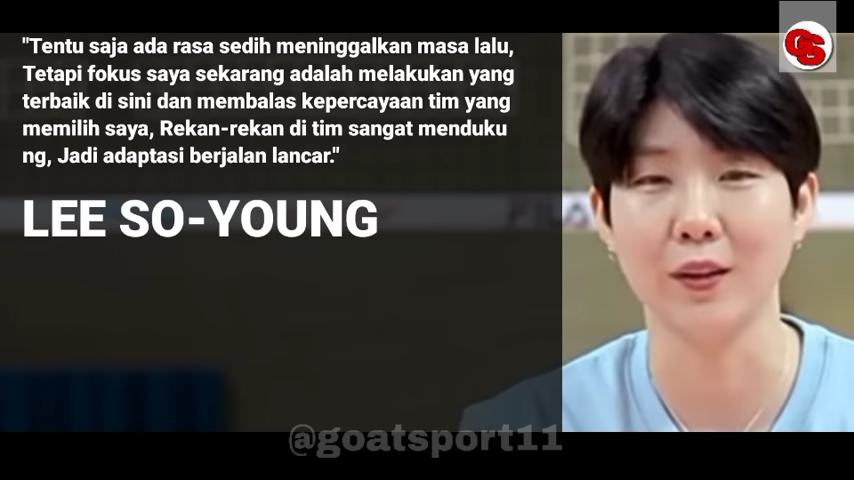 "Tentu saja ada rasa sedih meninggalkan masa lalu,
Tetapi fokus saya sekarang adalah melakukan yang
terbaik di sini dan membalas kepercayaan tim yang
memilih saya, Rekan-rekan di tim sangat menduku
ng, Jadi adaptasi berjalan lancar."
LEE SO-YOUNG
GS
@goatsport11